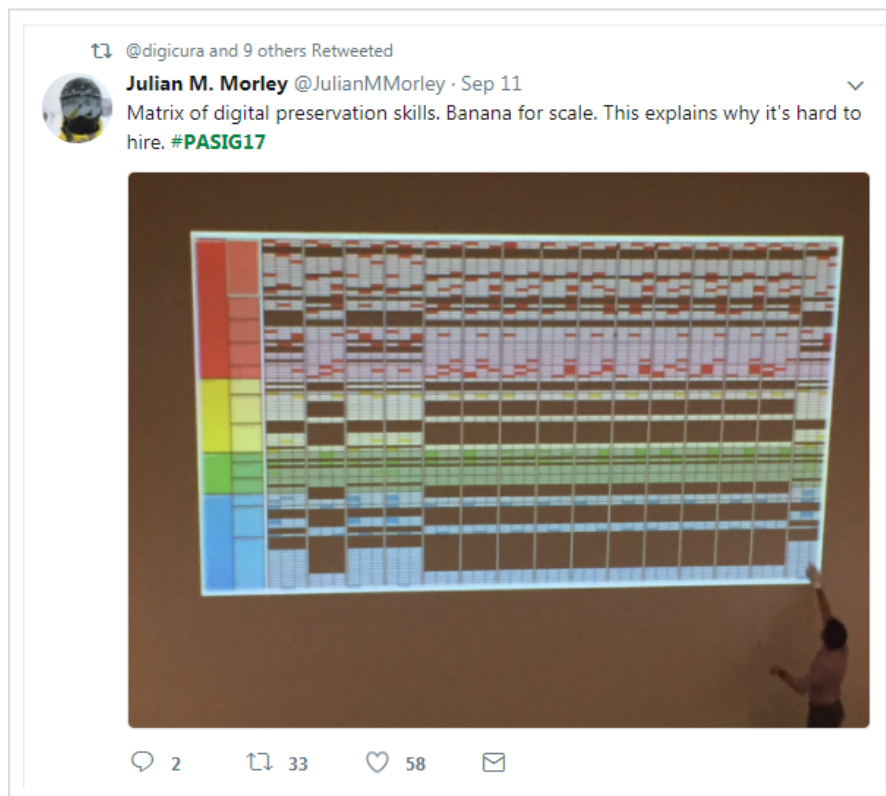 @digicura and 9 others Retweeted
Julian M. Morley @JulianMMorley · Sep 11
Matrix of digital preservation skills. Banana for scale. This explains why it's hard to
hire. #PASIG17
2 33 58